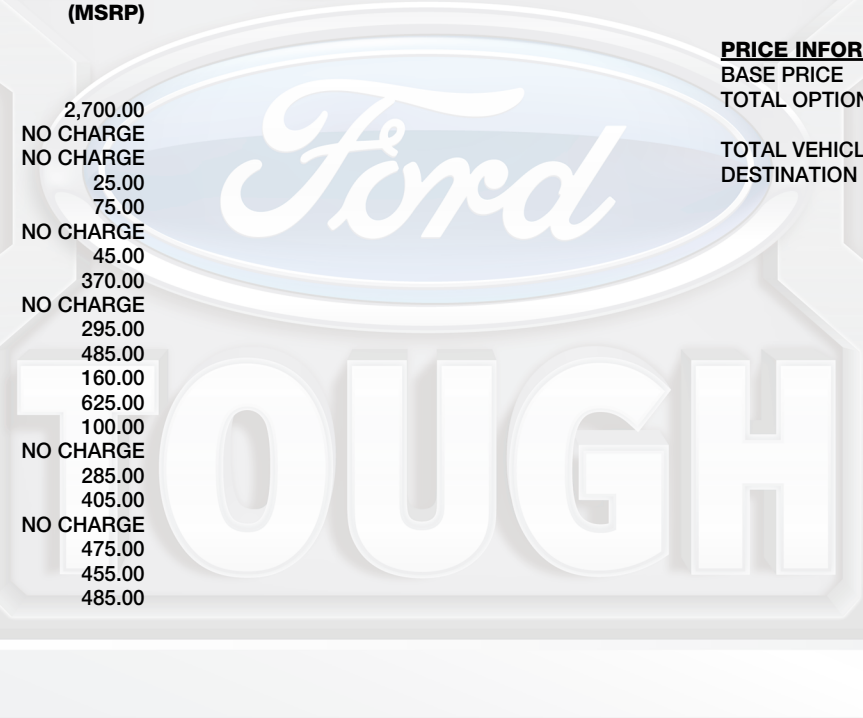 (MSRP)
2,700.00
NO CHARGE
NO CHARGE
25.00
75.00
NO CHARGE
45.00
370.00
NO CHARGE
295.00
485.00
160.00
625.00
100.00
NO CHARGE
285.00
405.00
NO CHARGE
475.00
455.00
485.00
PRICE INFOR
BASE PRICE
TOTAL OPTION
TOTAL VEHICL
DESTINATION
Ford
TOUGH